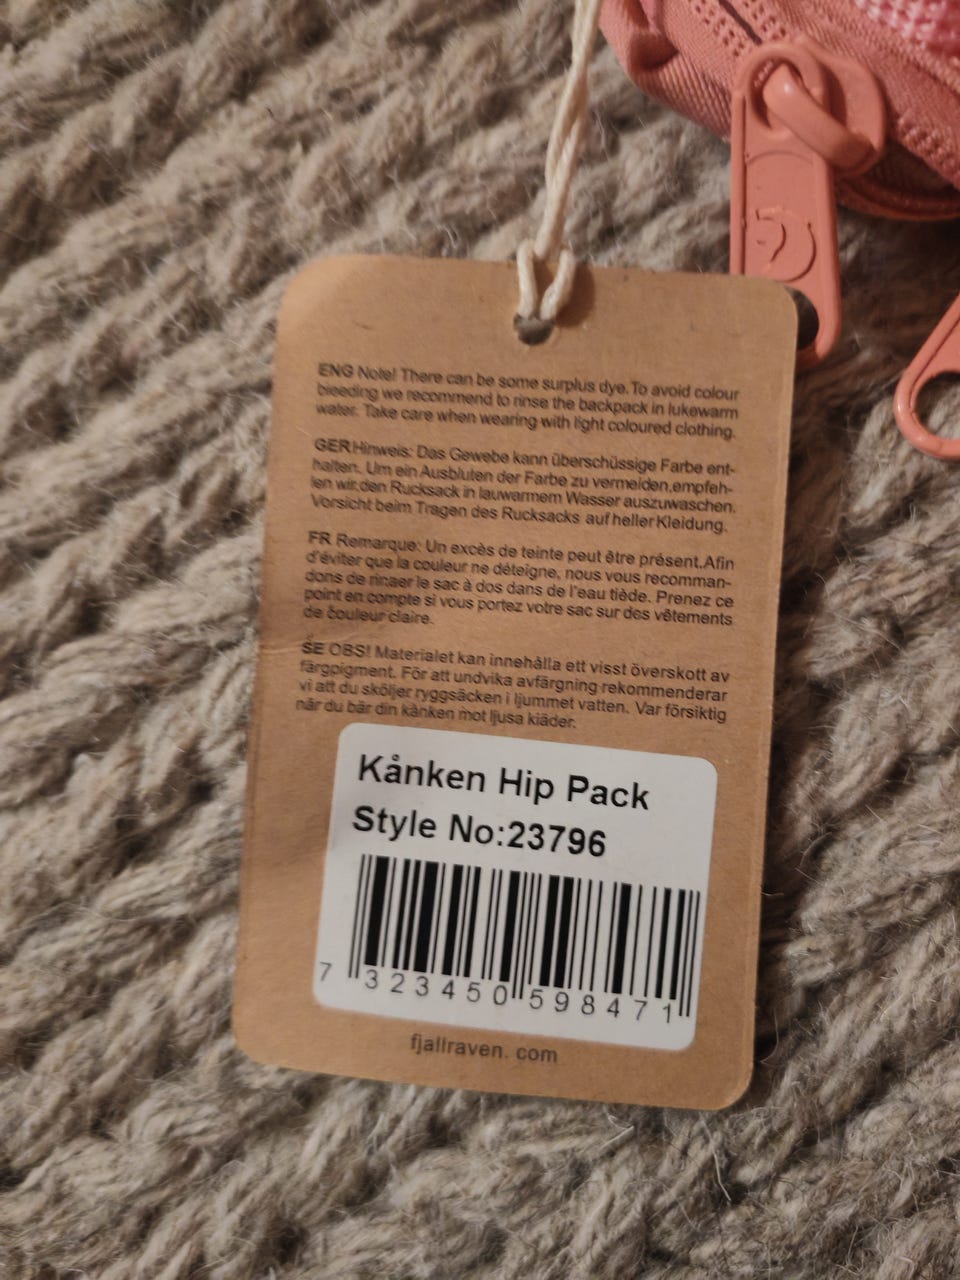 ENG Note! There can be some surplus dye. To avoid colour
bleeding we recommend to rinse the backpack in lukewarm
water. Take care when wearing with light coloured clothing.
GER Hinweis: Das Gewebe kann überschüssige Farbe ent-
halten. Um ein Ausbluten der Farbe zu vermeiden,empfeh-
len wir,den Rucksack in lauwarmem Wasser auszuwaschen.
Vorsicht beim Tragen des Rucksacks auf heller Kleidung.
FR Remarque: Un excès de teinte peut être présent.Afin
d'éviter que la couleur ne déteigne, nous vous recomman-
dons de rinaer le sac à dos dans de l'eau tiède. Prenez ce
point en compte si vous portez votre sac sur des vêtements
de couleur claire.
SE OBS! Materialet kan innehålla ett visst överskott av
färgpigment. För att undvika avfärgning rekommenderar
vi att du sköljer ryggsäcken i ljummet vatten. Var försiktig
når du bär din kånken mot ljusa kiäder.
Kånken Hip Pack
Style No:23796
7 323450 598471
fjallraven. com